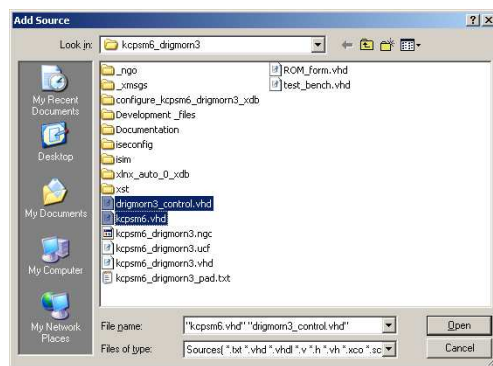 Add Source
Look in:
kcpsm6_drigmorn3
My Recent
Documents
Desktop
My Documents
My Computer
My Network
Places
_ngo
_xmsgs
configure_kcpsm6_drigmorn3_xdb
Development _files
Documentation
iseconfig
isim
xlnx_auto_0_xdb
xst
drigmorn3_control.vhd
kcpsm6.vhd
kcpsm6_drigmorn3.ngc
kcpsm6_drigmorn3.ucf
kcpsm6_drigmorn3.vhd
kcpsm6_drigmorn3_pad.txt
ROM_form.vhd
test_bench.vhd
File name:
"kcpsm6.vhd" "drigmorn3_control.vhd"
Open
Files of type:
Sources( *.txt *.vhd *.vhdl *.v *.h *.vh *.xco *.sc
Cancel